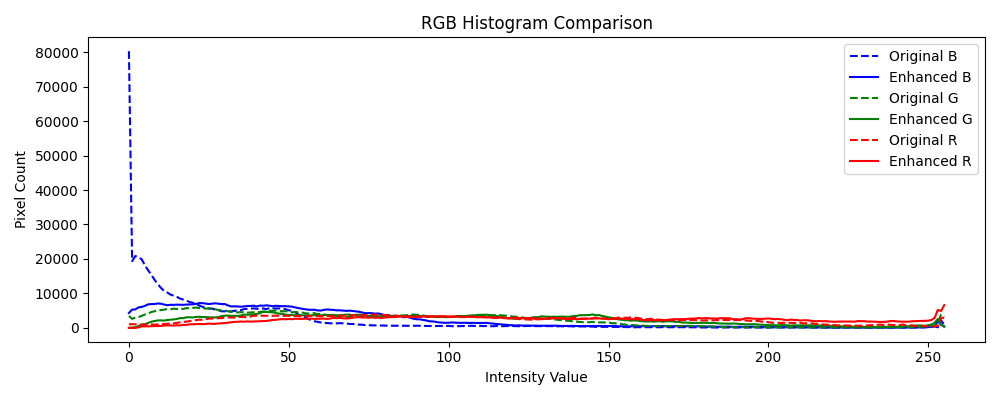 RGB Histogram Comparison
Pixel Count
80000
70000
60000
50000
40000
30000
20000
10000
0
Original B
Enhanced B
Original G
Enhanced G
Original R
Enhanced R
0 50 100 150 200 250
Intensity Value